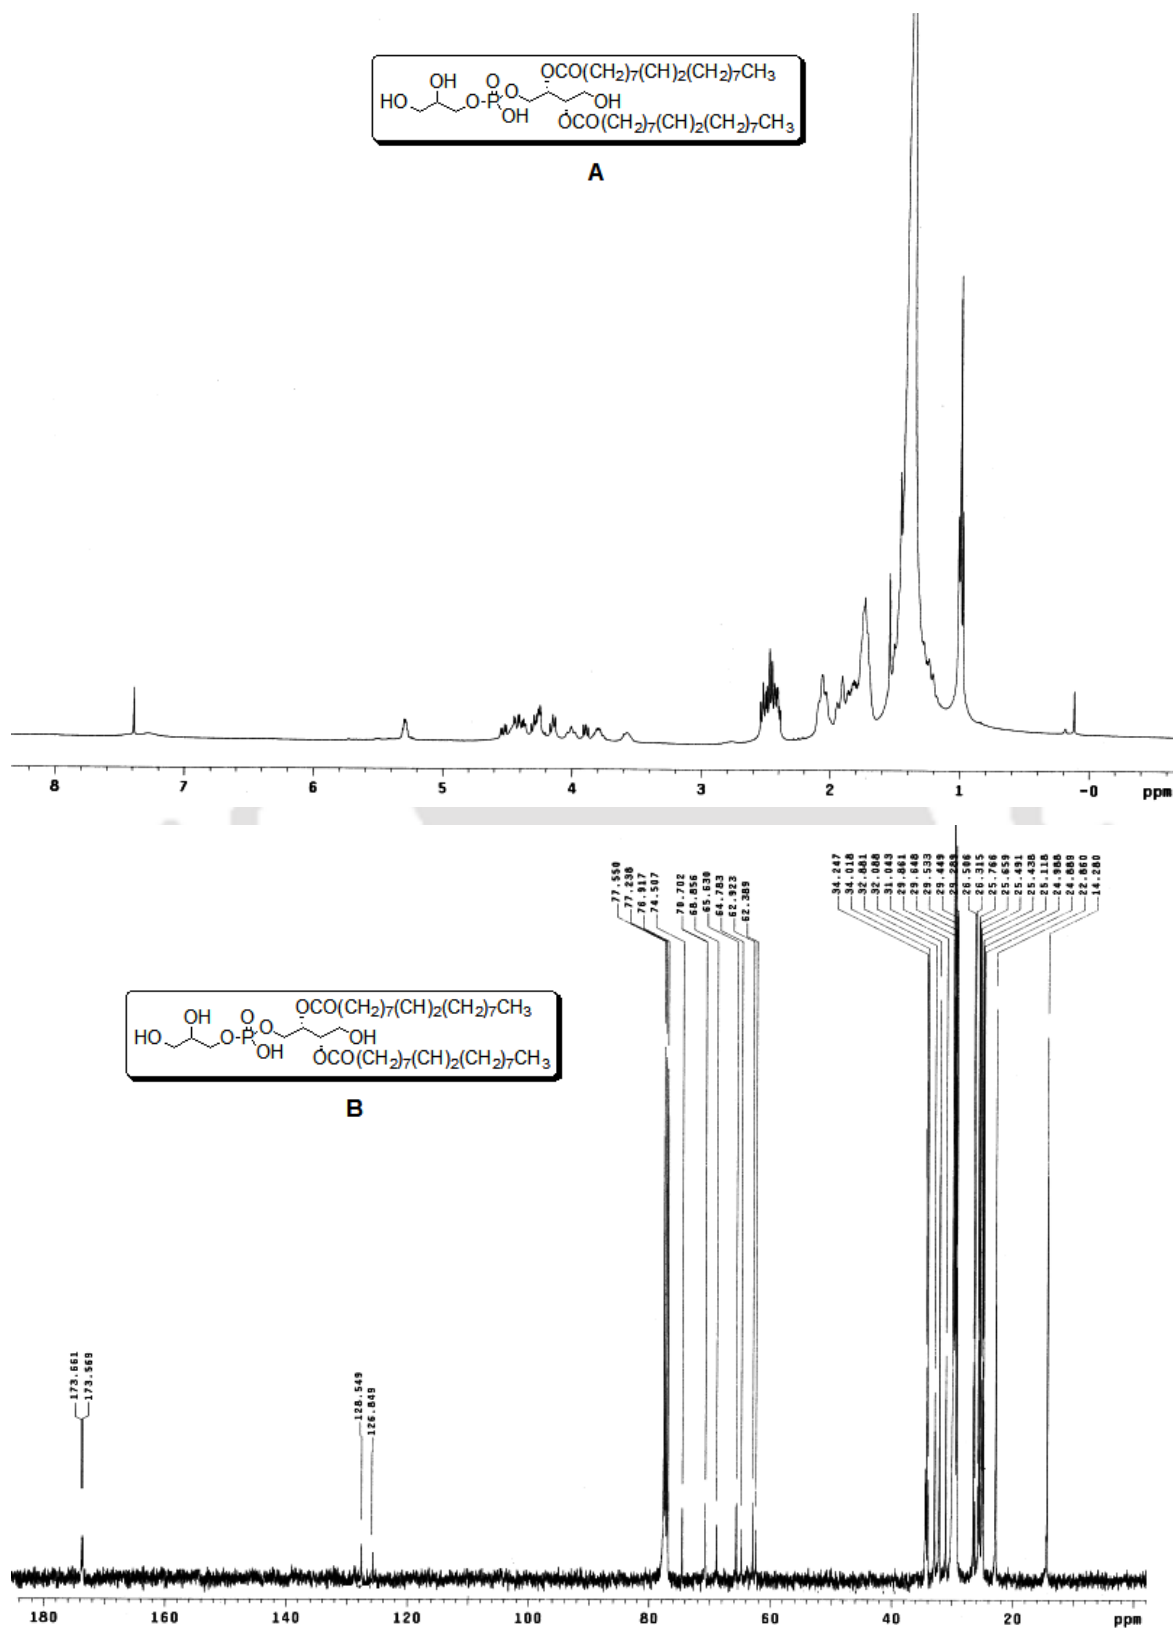 OCO(CH2)7(CH)2(CH2)7CH3
OH
O
HO
O-P
O
OH
OH
OCO(CH2)7(CH)2(CH2)7CH3
A
8 7 6 5 4 3 2 1 -0 ppm
77.550
77.238
76.917
74.507
70.702
68.856
65.630
64.783
62.923
62.389
34.247
34.018
32.881
32.088
31.043
29.861
29.648
29.533
29.449
29.289
26.506
26.315
25.766
25.659
25.491
25.438
25.118
24.988
24.889
22.860
14.280
OCO(CH2)7(CH)2(CH2)7CH3
OH
O
HO
O-P
O
OH
OH
OCO(CH2)7(CH)2(CH2)7CH3
B
173.661
173.569
128.549
126.849
180 160 140 120 100 80 60 40 20 ppm